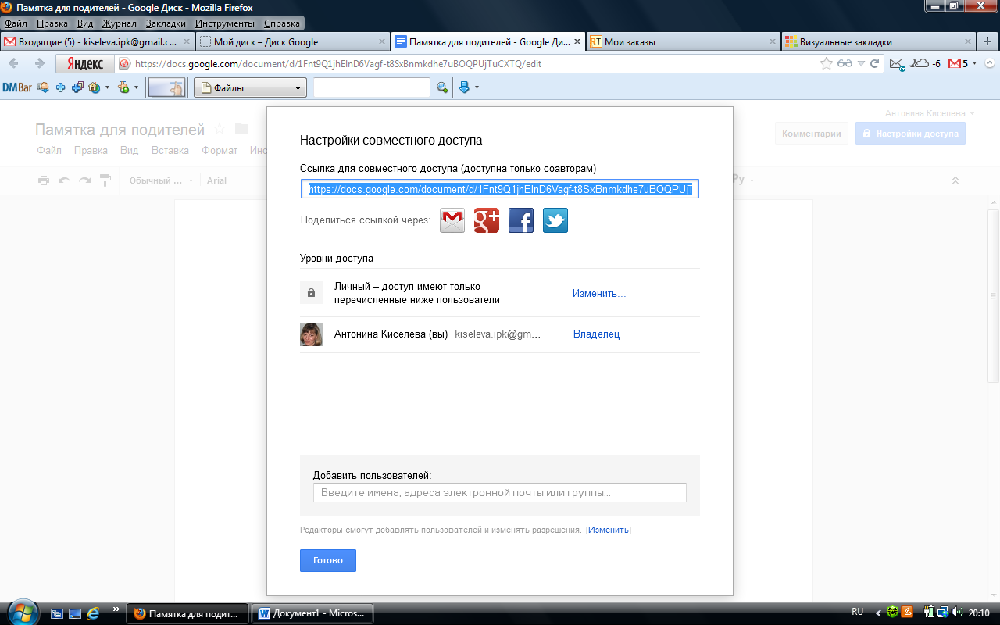 Памятка для подителей - Google Диск - Mozilla Firefox
Файл Правка Вид Журнал Закладки Инструменты Справка
Входящие (5) - kiseleva.ipk@gmail.c...
Мой диск – Диск Google
Памятка для подителей - Google Ди...
Мои заказы
Визуальные закладки
Яндекс
https://docs.google.com/document/d/1Fnt9Q1jhElnD6Vagf-t8SxBnmkdhe7uBOQPUjTuCXTQ/edit
-6
5
DMBar
Файлы
Антонина Киселева
Памятка для подителей
Комментарии
Настройки доступа
Файл Правка Вид Вставка Формат Инс
Обычный ...
Arial
Py
Настройки совместного доступа
Ссылка для совместного доступа (доступна только соавторам)
https://docs.google.com/document/d/1Fnt9Q1jhElnD6Vagf-t8SxBnmkdhe7uBOQPUjT
Поделиться ссылкой через:
Уровни доступа
Личный – доступ имеют только
перечисленные ниже пользователи
Изменить...
Антонина Киселева (вы) kiseleva.ipk@gm...
Владелец
Добавить пользователей:
Введите имена, адреса электронной почты или группы...
Редакторы смогут добавлять пользователей и изменять разрешения. [Изменить]
Готово
Памятка для подит...
Документ1 - Micros...
RU
20:10